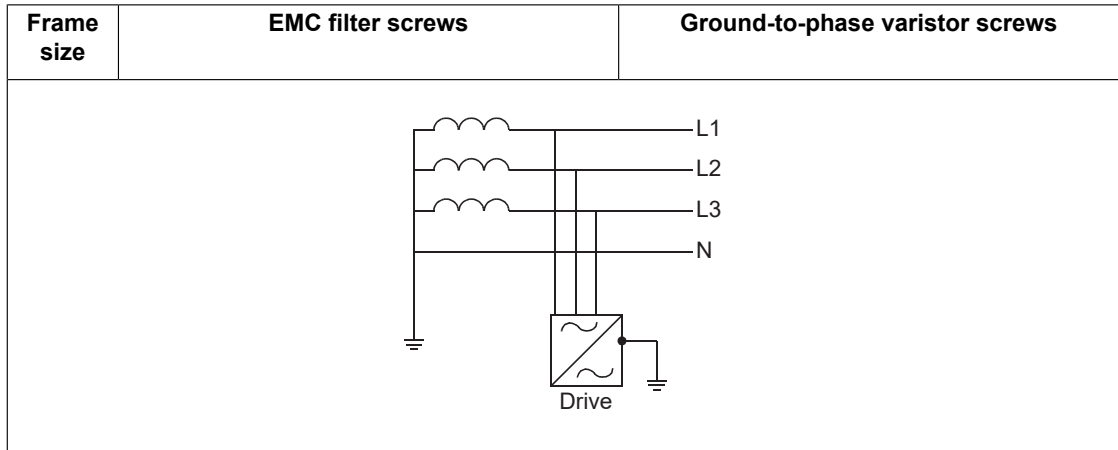 Frame
size
EMC filter screws
Ground-to-phase varistor screws
L1
L2
L3
N
Drive